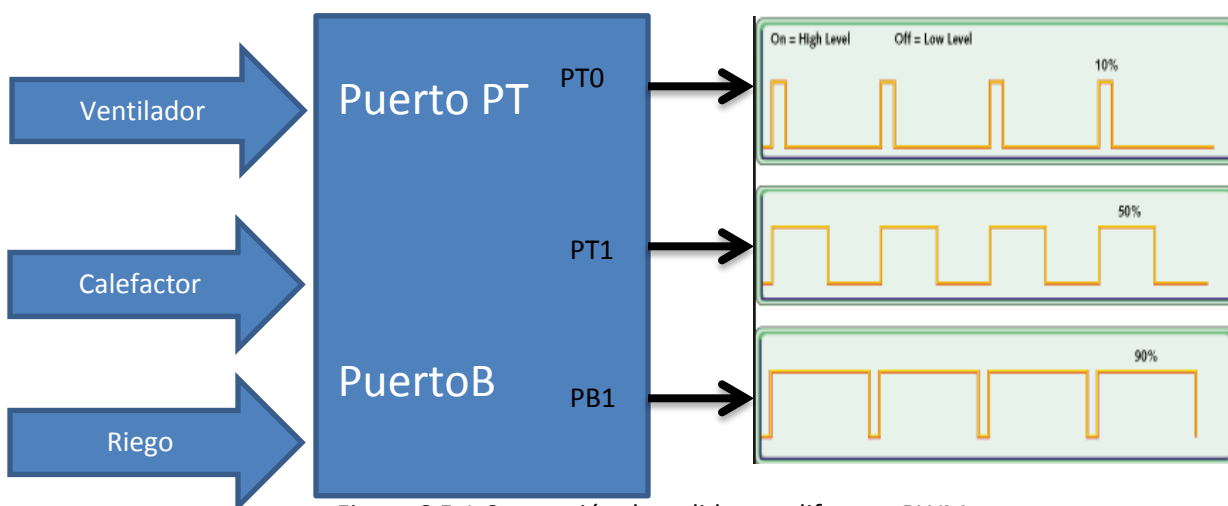 On = High Level Off = Low Level
10%
Ventilador
Puerto PT
PT0
50%
Calefactor
PT1
90%
Riego
PuertoB
PB1